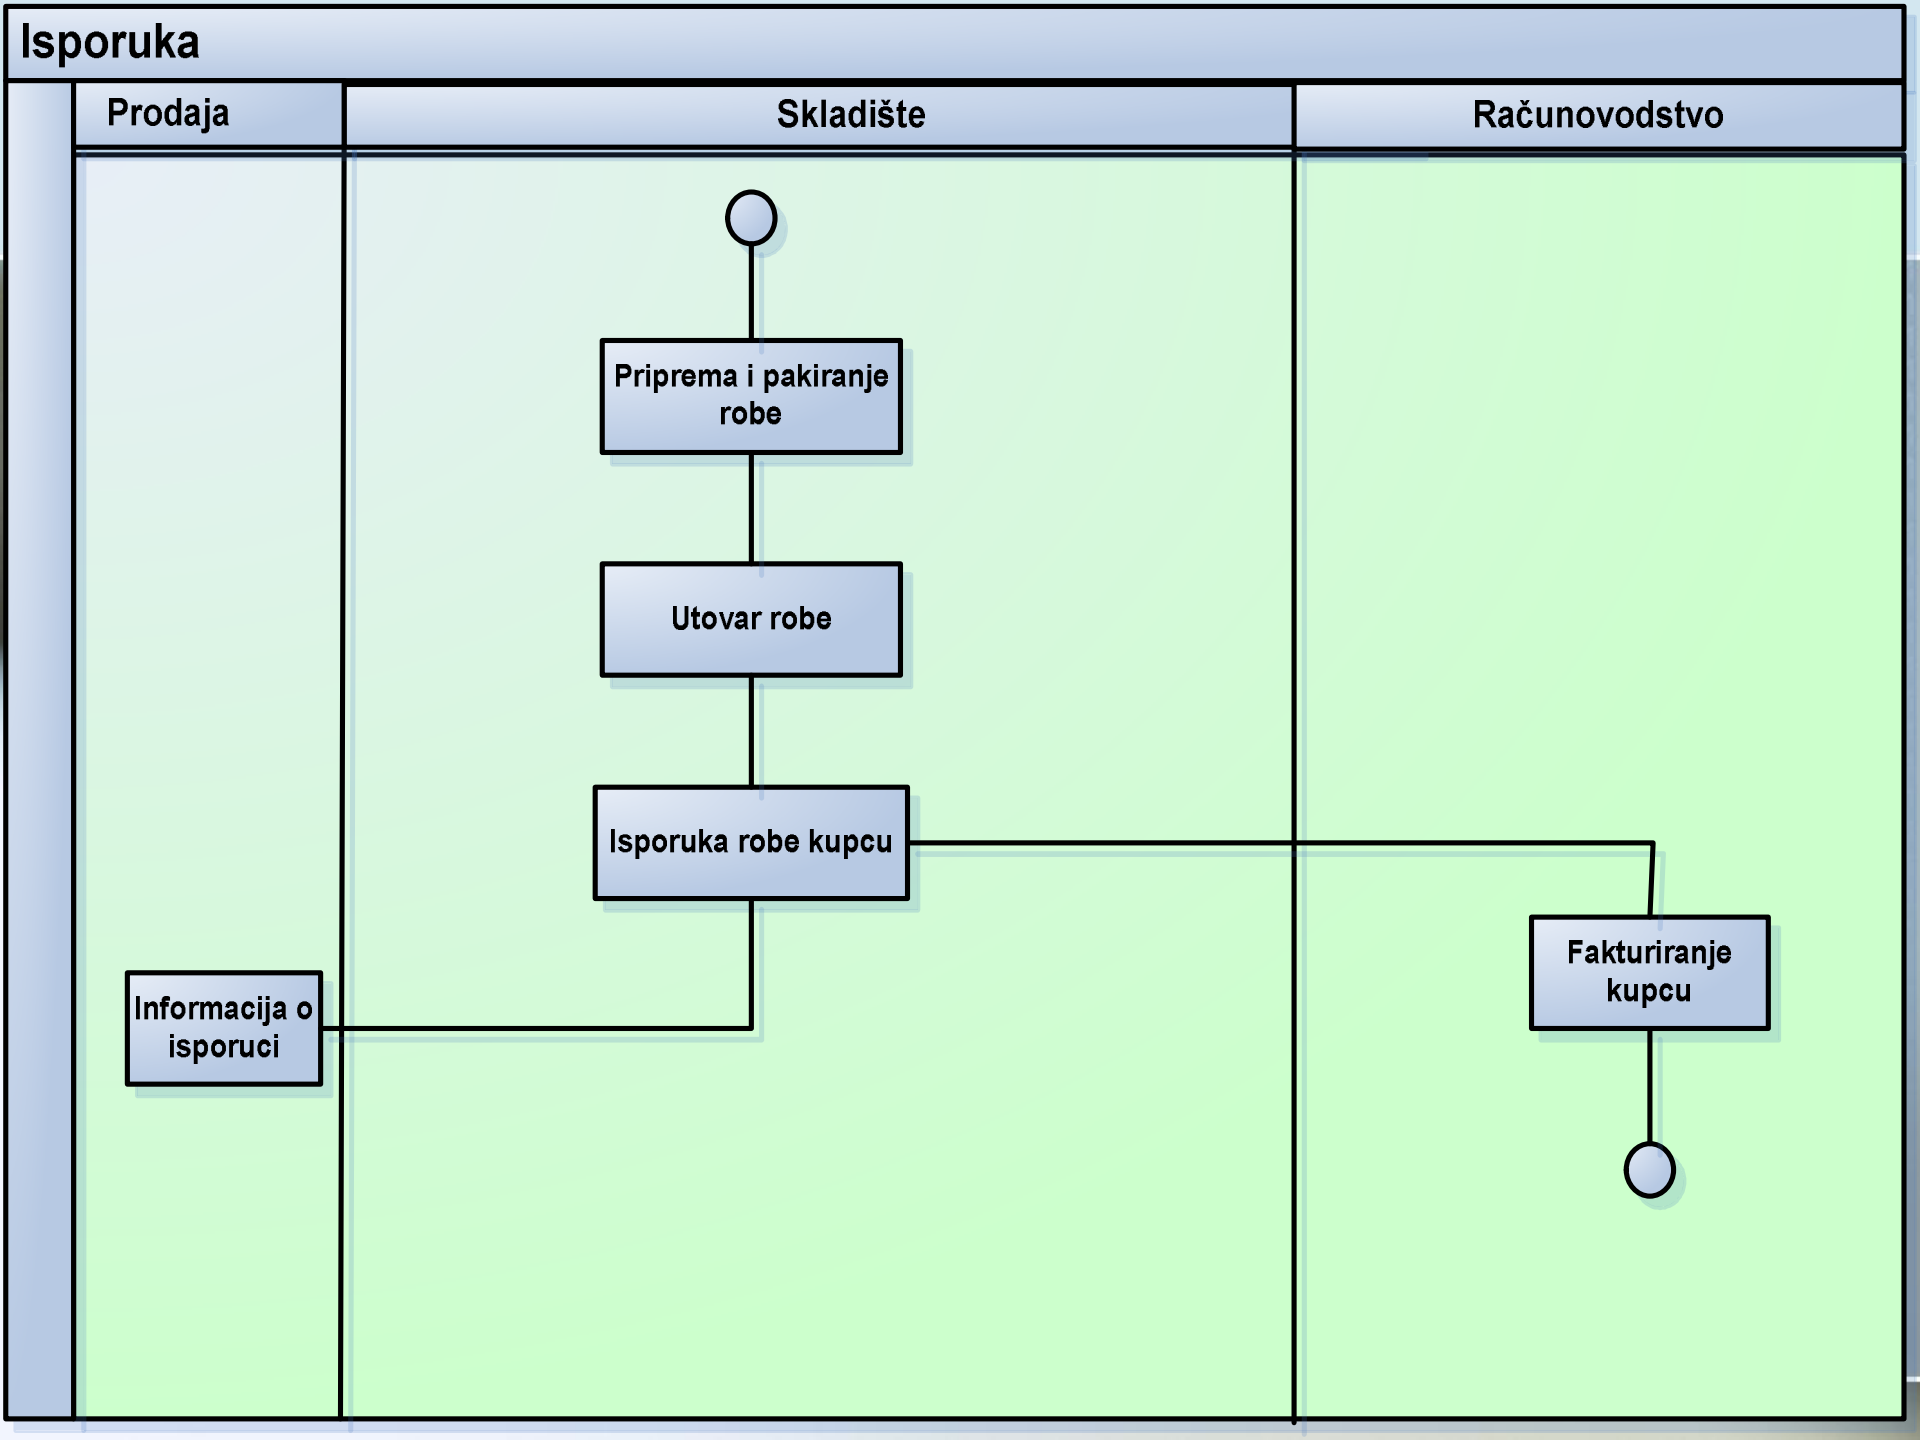 Isporuka
Prodaja
Skladište
Računovodstvo
Priprema i pakiranje
robe
Utovar robe
Isporuka robe kupcu
Fakturiranje
kupcu
Informacija o
isporuci